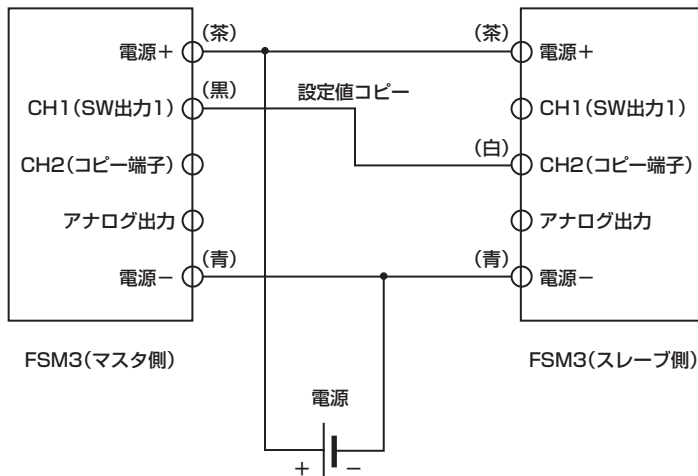 (茶)
(茶)
電源＋
電源＋
(黒)
設定値コピー
CH1(SW出力1)
CH1(SW出力1)
(白)
CH2(コピー端子)
CH2(コピー端子)
アナログ出力
アナログ出力
(青)
(青)
電源－
電源－
FSM3(マスタ側)
FSM3(スレーブ側)
電源
＋ －